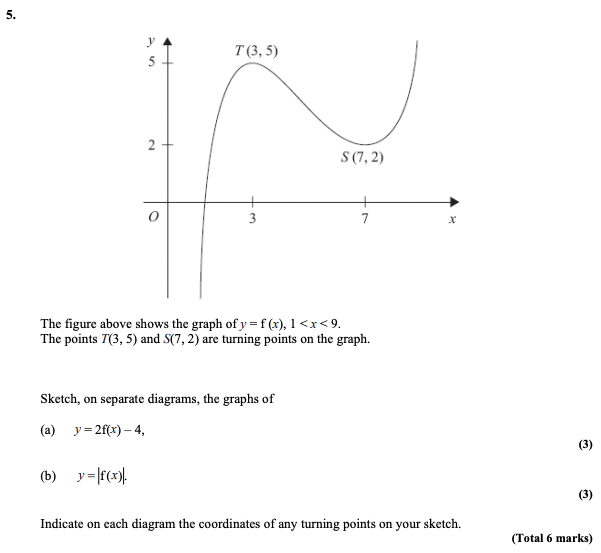 5.
y
5
T (3, 5)
2
S (7, 2)
O
3
7
x
The figure above shows the graph of y = f (x), 1 < x < 9.
The points T(3, 5) and S(7, 2) are turning points on the graph.
Sketch, on separate diagrams, the graphs of
(a) y = 2f(x) – 4,
(3)
(b) y = |f(x)|.
(3)
Indicate on each diagram the coordinates of any turning points on your sketch.
(Total 6 marks)